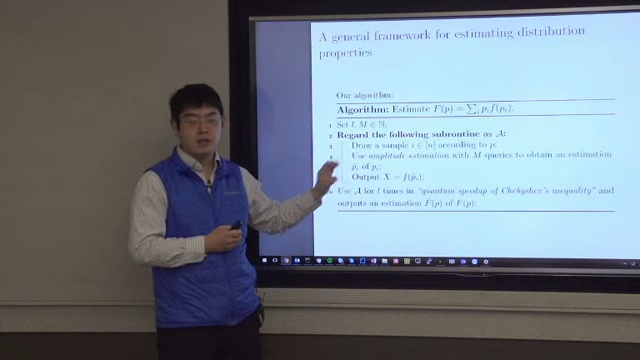 A general framework for estimating distribution
properties
Our algorithm:
Algorithm: Estimate F(p) = ∑ᵢ pᵢf(pᵢ).
1 Set l, M ∈ ℕ;
2 Regard the following subroutine as 𝒜:
3 Draw a sample i ∈ [n] according to p;
4 Use amplitude estimation with M queries to obtain an estimation
p̃ᵢ of pᵢ;
Output X = f(p̃ᵢ);
6 Use 𝒜 for l times in "quantum speedup of Chebyshev's inequality" and
outputs an estimation F̃(p) of F(p);